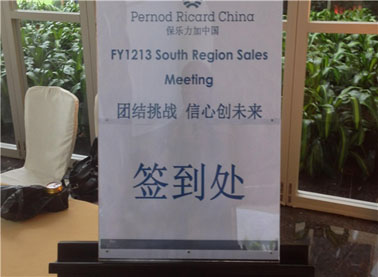 Pernod Ricard China
保乐力加中国
FY1213 South Region Sales
Meeting
团结挑战 信心创未来
签到处